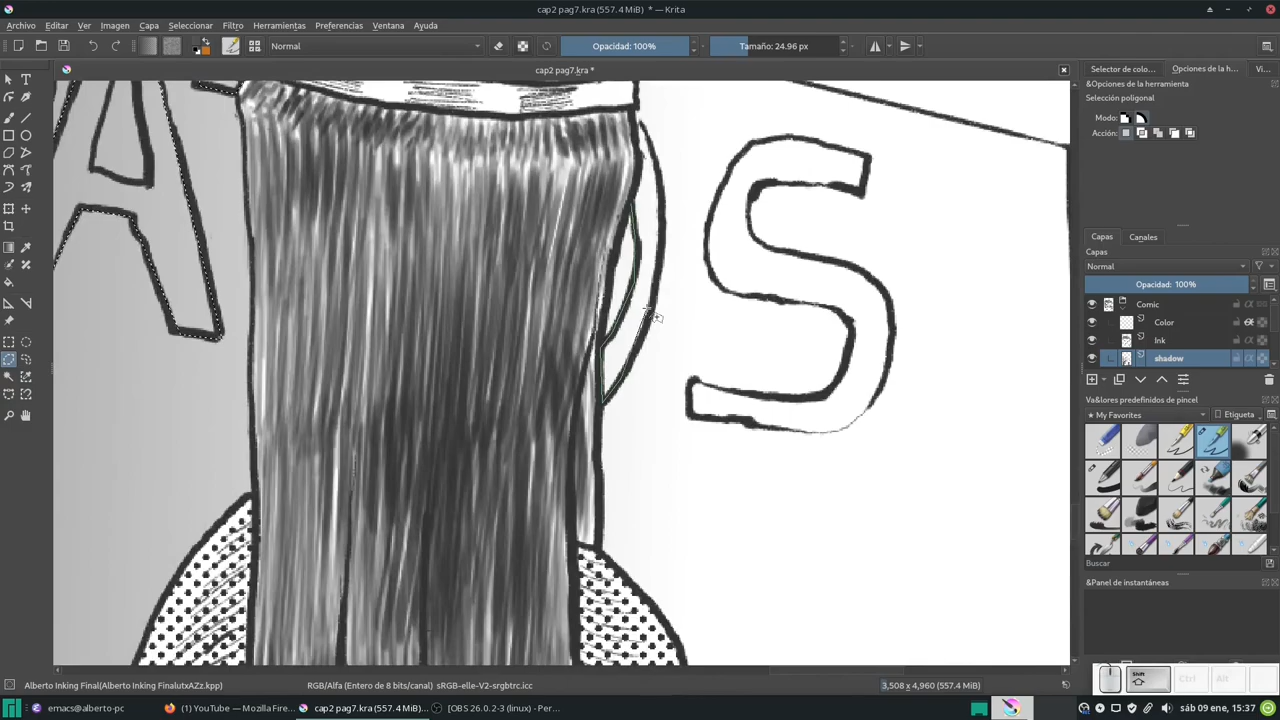 cap2 pag7.kra (557.4 MiB) * — Krita
Archivo Editar Ver Imagen Capa Seleccionar Filtro Herramientas Preferencias Ventana Ayuda
Normal Opacidad: 100% Tamaño: 24.96 px
cap2 pag7.kra *
Selector de colo... Opciones de la h... Vi...
Opciones de la herramienta
Selección poligonal
Modo:
Acción:
A S
Capas Canales
Capas
Normal
Opacidad: 100%
Comic
Color
Ink
shadow
Va&lores predefinidos de pincel
★ My Favorites Etiqueta
Buscar
&Panel de instantáneas
Alberto Inking Final(Alberto Inking FinalutxAZz.kpp) RGB/Alfa (Entero de 8 bits/canal) sRGB-elle-V2-srgbtrc.icc 3,508 x 4,960 (557.4 MiB)
Shift Ctrl Alt
emacs@alberto-pc (1) YouTube — Mozilla Firef... cap2 pag7.kra (557.4 MiB)... [OBS 26.0.2-3 (linux) - Per... sáb 09 ene, 15:37